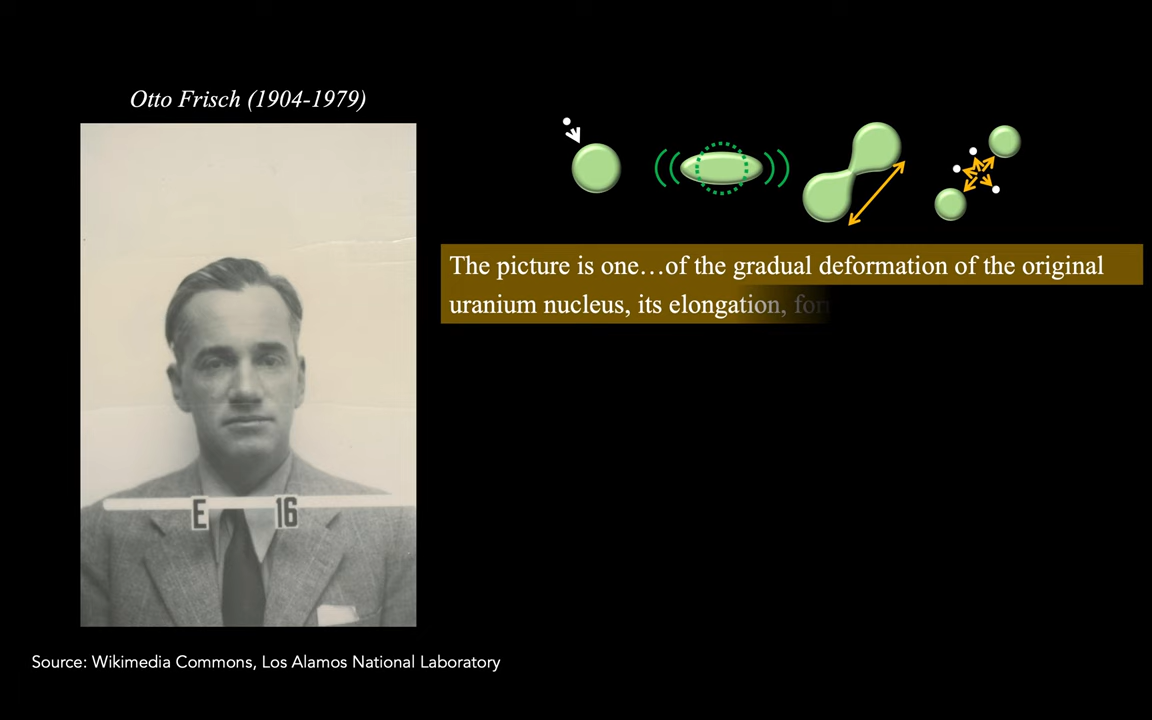 Otto Frisch (1904-1979)
E 16
The picture is one…of the gradual deformation of the original
uranium nucleus, its elongation,
Source: Wikimedia Commons, Los Alamos National Laboratory